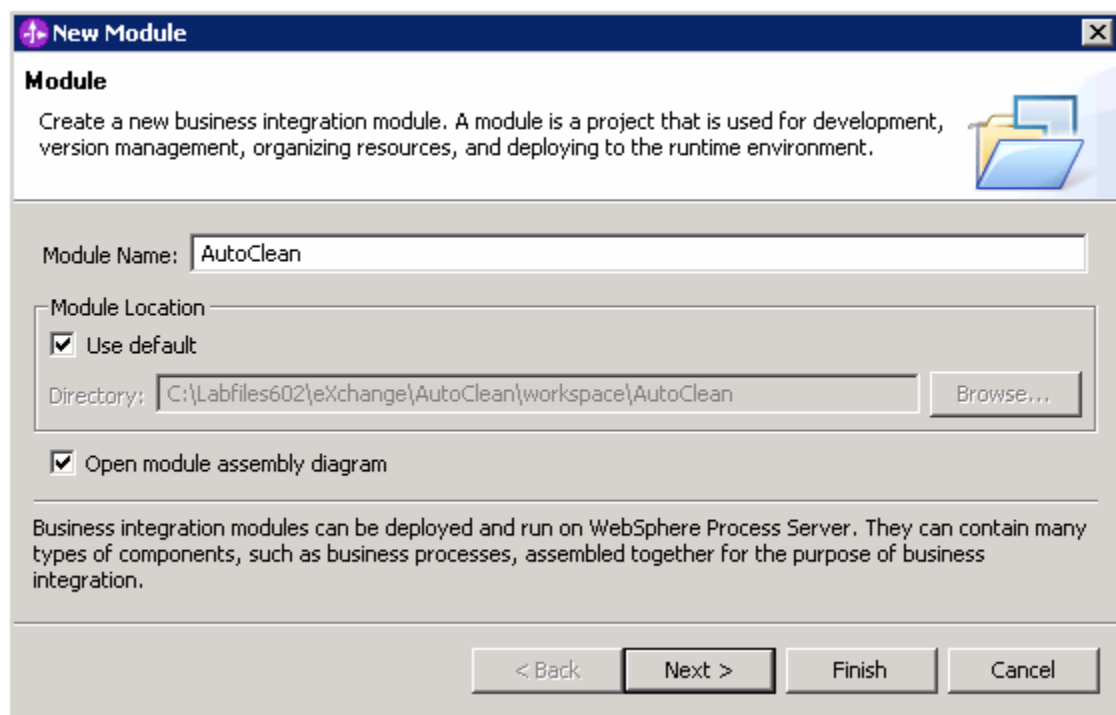 New Module
Module
Create a new business integration module. A module is a project that is used for development,
version management, organizing resources, and deploying to the runtime environment.
Module Name: AutoClean
Module Location
Use default
Directory: C:\Labfiles602\eXchange\AutoClean\workspace\AutoClean Browse...
Open module assembly diagram
Business integration modules can be deployed and run on WebSphere Process Server. They can contain many
types of components, such as business processes, assembled together for the purpose of business
integration.
< Back Next > Finish Cancel